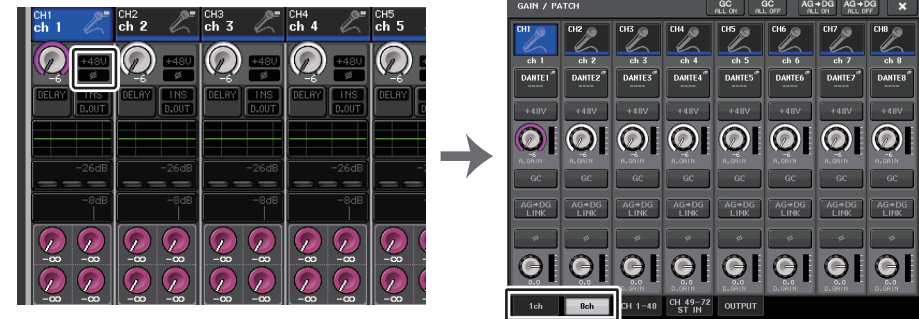 CH1 CH2 CH3 CH4 CH5
ch 1 ch 2 ch 3 ch 4 ch 5
+48V +48V +48V +48V
ø ø ø ø
-6 -6 -6 -6 -6
DELAY INS DELAY INS DELAY INS DELAY INS DELAY
D.OUT D.OUT D.OUT D.OUT
-26dB -26dB -26dB -26dB
-8dB -8dB -8dB -8dB
-∞ -∞ -∞ -∞ -∞ -∞ -∞ -∞ -∞
-∞ -∞ -∞ -∞ -∞ -∞ -∞ -∞ -∞
GAIN / PATCH
GC ALL ON
GC ALL OFF
AG→DG ALL ON
AG→DG ALL OFF
×
CH1 CH2 CH3 CH4 CH5 CH6 CH7 CH8
ch 1 ch 2 ch 3 ch 4 ch 5 ch 6 ch 7 ch 8
DANTE1 DANTE2 DANTE3 DANTE4 DANTE5 DANTE6 DANTE7 DANTE8
---- ---- ---- ---- ---- ---- ---- ----
+48V +48V +48V +48V +48V +48V +48V +48V
-6 -6 -6 -6 -6 -6 -6 -6
A.GAIN A.GAIN A.GAIN A.GAIN A.GAIN A.GAIN A.GAIN A.GAIN
GC GC GC GC GC GC GC GC
AG→DG AG→DG AG→DG AG→DG AG→DG AG→DG AG→DG AG→DG
LINK LINK LINK LINK LINK LINK LINK LINK
ø ø ø ø ø ø ø ø
0.0 0.0 0.0 0.0 0.0 0.0 0.0 0.0
D.GAIN D.GAIN D.GAIN D.GAIN D.GAIN D.GAIN
1ch 8ch CH 1-48 CH 49-72 OUTPUT
ST IN